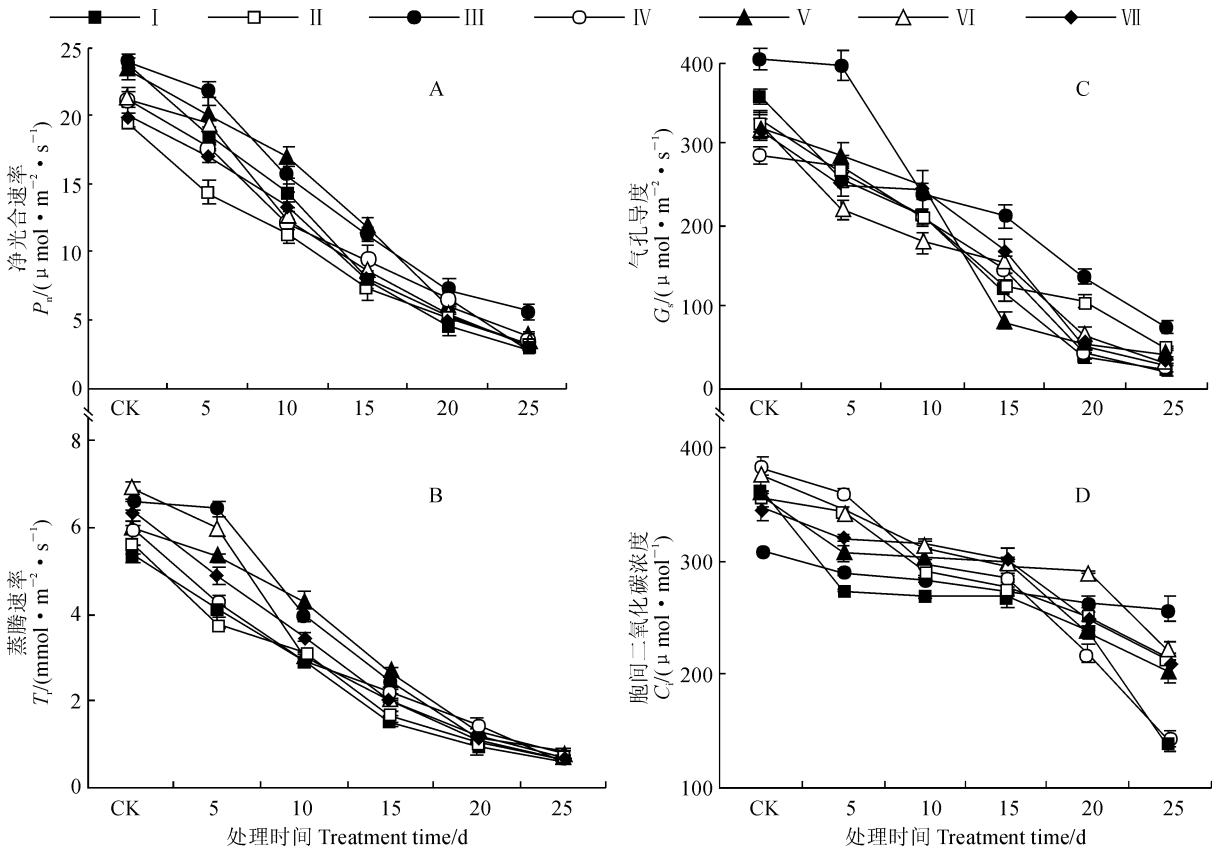 I II III IV V VI VII
25
20
15
10
5
0
A
净光合速率
Pn/(μ mol·m−2·s−1)
CK 5 10 15 20 25
400
300
200
100
0
C
气孔导度
Gs/(μ mol·m−2·s−1)
CK 5 10 15 20 25
8
6
4
2
0
B
蒸腾速率
Tr/(mmol·m−2·s−1)
CK 5 10 15 20 25
处理时间 Treatment time/d
400
300
200
100
D
胞间二氧化碳浓度
Ci/(μ mol·mol−1)
CK 5 10 15 20 25
处理时间 Treatment time/d